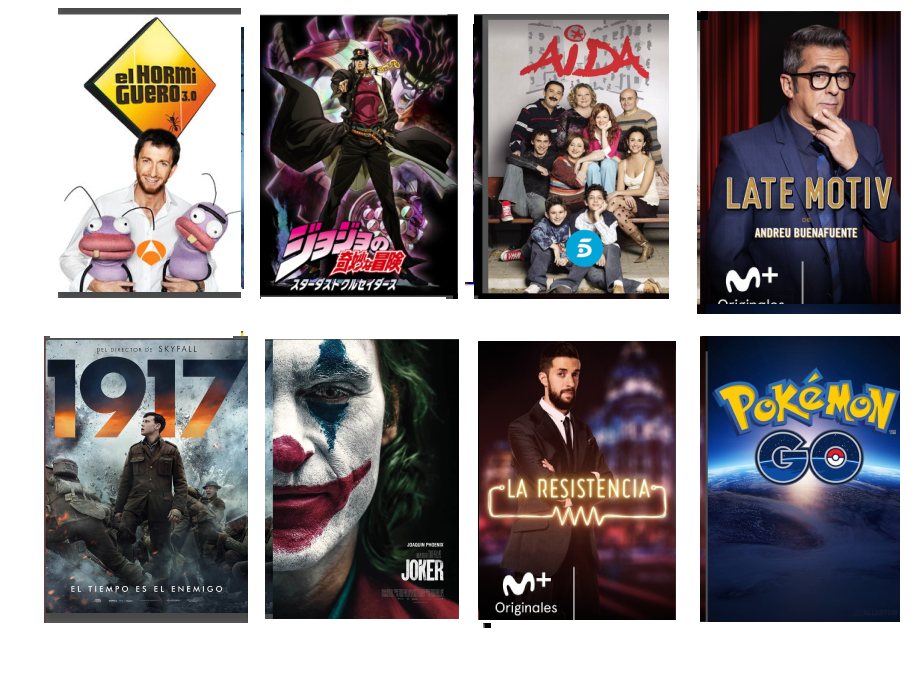 el HORMi
GUERO 3.0
ジョジョの
奇妙な冒険
スターダストクルセイダース
AIDA
5
LATE MOTIV
DE
ANDREU BUENAFUENTE
M+
Originales
DEL DIRECTOR DE SKYFALL
1917
EL TIEMPO ES EL ENEMIGO
JOAQUIN PHOENIX
JOKER
LA RESISTENCIA
M+
Originales
POKéMON
GO